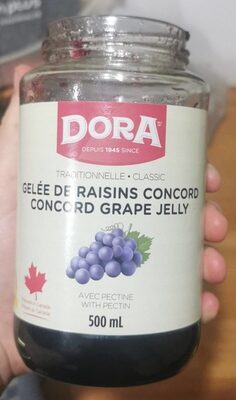 DORA
DEPUIS 1945 SINCE
TRADITIONNELLE • CLASSIC
GELÉE DE RAISINS CONCORD
CONCORD GRAPE JELLY
AVEC PECTINE
WITH PECTIN
500 mL